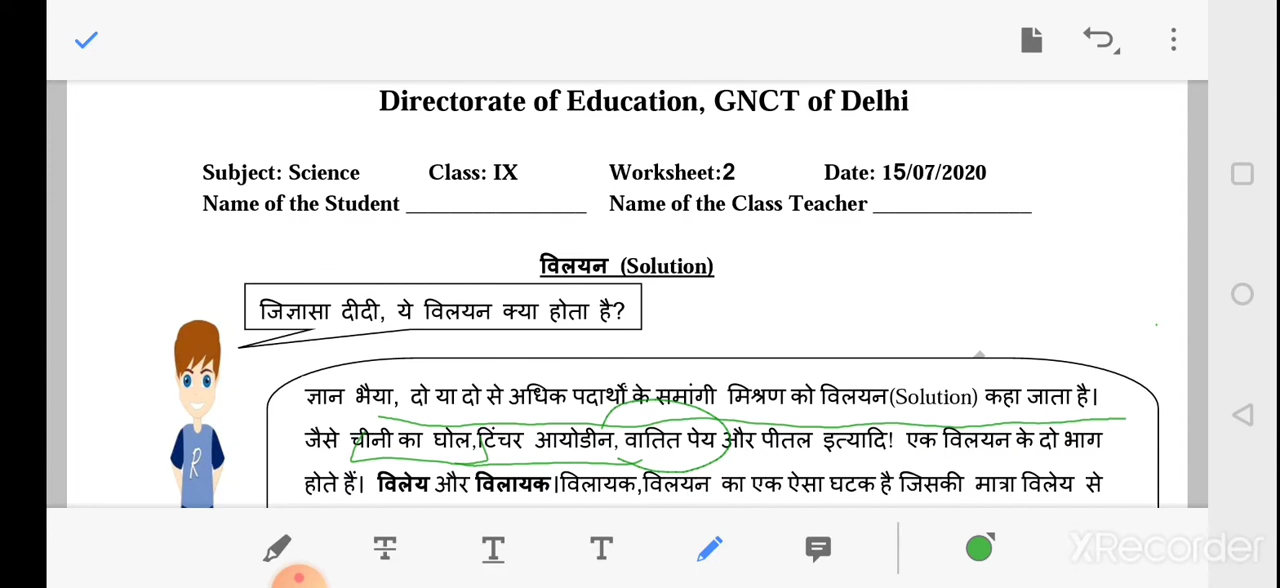 Directorate of Education, GNCT of Delhi
Subject: Science Class: IX Worksheet:2 Date: 15/07/2020
Name of the Student ________________ Name of the Class Teacher ______________
विलयन (Solution)
जिज्ञासा दीदी, ये विलयन क्या होता है?
ज्ञान भैया, दो या दो से अधिक पदार्थों के समांगी मिश्रण को विलयन(Solution) कहा जाता है।
जैसे चीनी का घोल,टिंचर आयोडीन, वातित पेय और पीतल इत्यादि! एक विलयन के दो भाग
होते हैं। विलेय और विलायक।विलायक,विलयन का एक ऐसा घटक है जिसकी मात्रा विलेय से
R
T T T
XRecorder